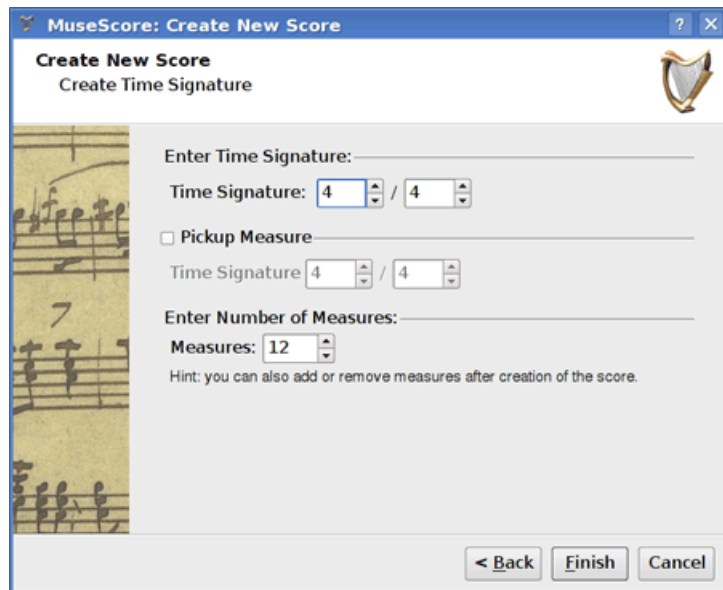 MuseScore: Create New Score
Create New Score
Create Time Signature
Enter Time Signature:
Time Signature: 4 / 4
Pickup Measure
Time Signature 4 / 4
Enter Number of Measures:
Measures: 12
Hint: you can also add or remove measures after creation of the score.
7
< Back Finish Cancel